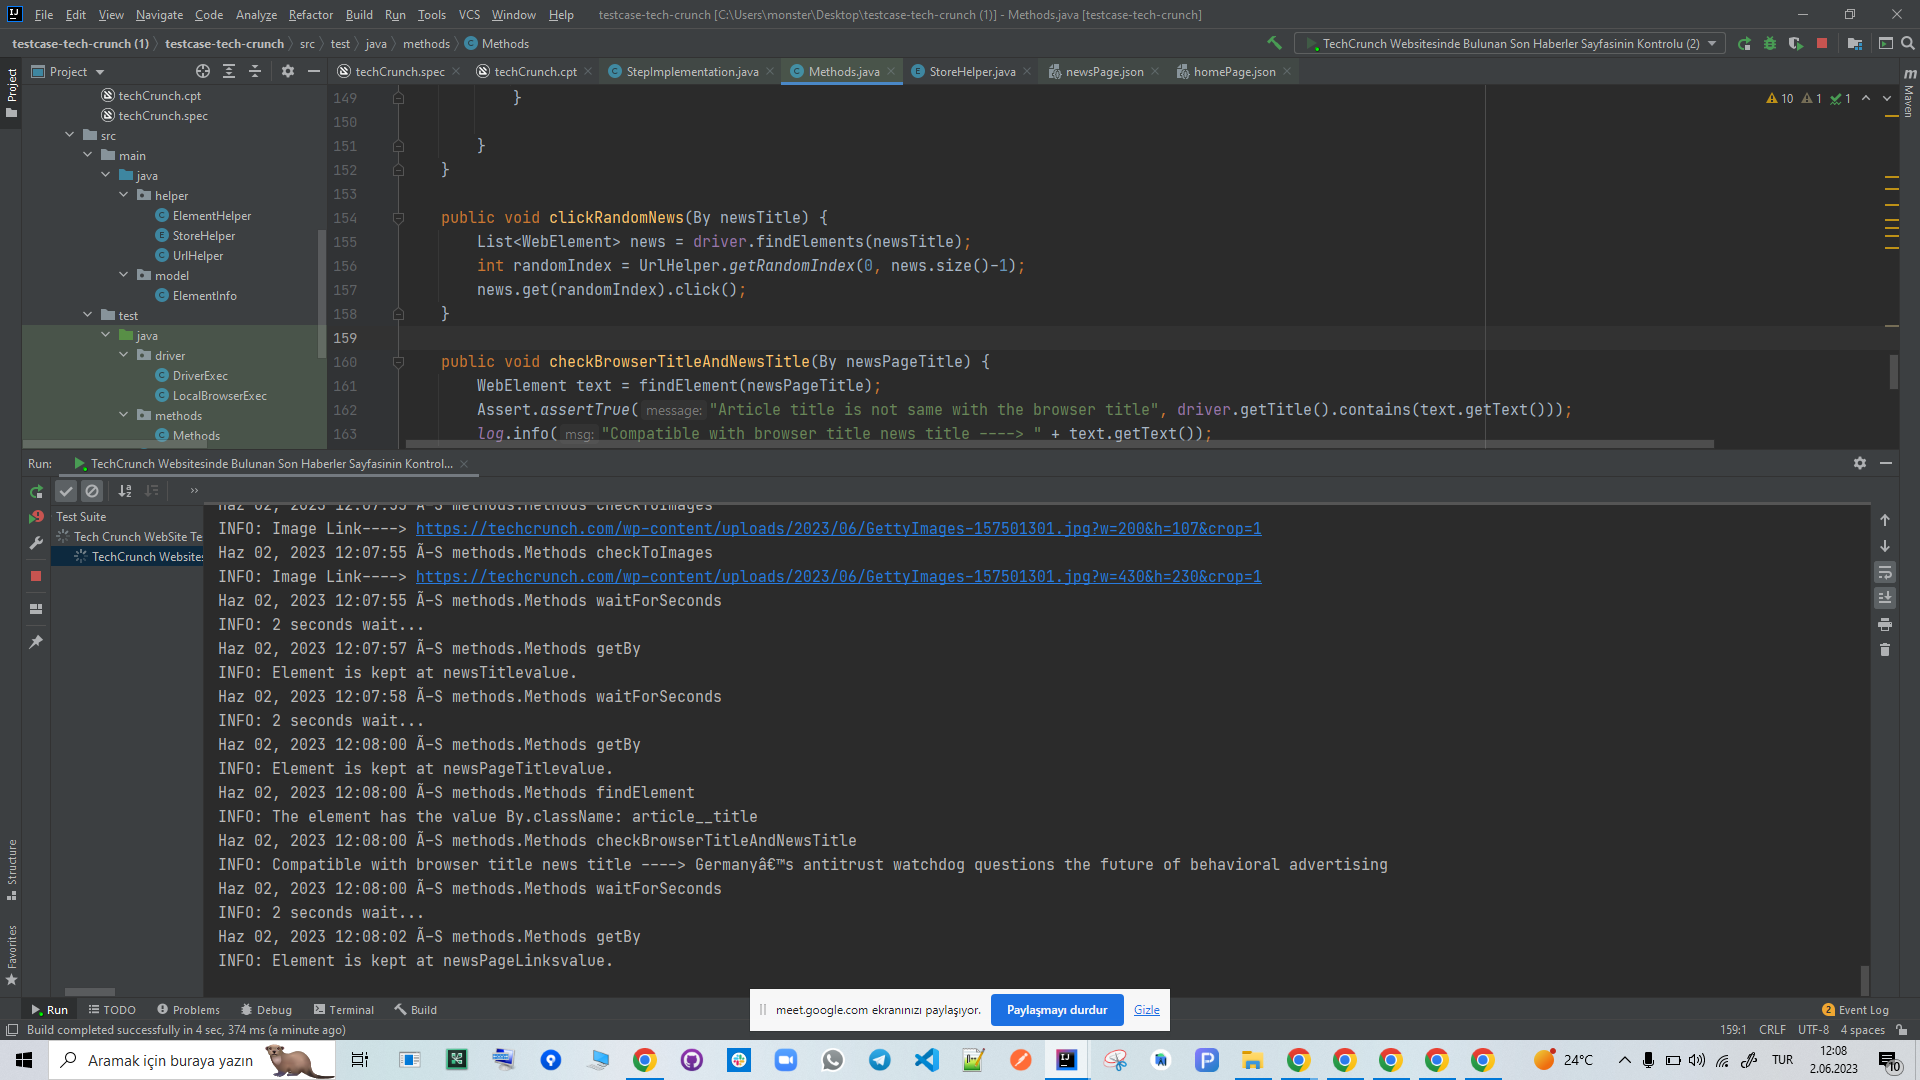 File Edit View Navigate Code Analyze Refactor Build Run Tools VCS Window Help testcase-tech-crunch [C:\Users\monster\Desktop\testcase-tech-crunch (1)] - Methods.java [testcase-tech-crunch]
testcase-tech-crunch (1) testcase-tech-crunch src test java methods Methods
TechCrunch Websitesinde Bulunan Son Haberler Sayfasinin Kontrolu (2)
Project
techCrunch.spec techCrunch.cpt StepImplementation.java Methods.java StoreHelper.java newsPage.json homePage.json
Project
Maven
techCrunch.cpt
techCrunch.spec
src
main
java
helper
ElementHelper
StoreHelper
UrlHelper
model
ElementInfo
test
java
driver
DriverExec
LocalBrowserExec
methods
Methods
10 1 1
149 }
150
151 }
152 }
153
154 public void clickRandomNews(By newsTitle) {
155 List<WebElement> news = driver.findElements(newsTitle);
156 int randomIndex = UrlHelper.getRandomIndex(0, news.size()-1);
157 news.get(randomIndex).click();
158 }
159
160 public void checkBrowserTitleAndNewsTitle(By newsPageTitle) {
161 WebElement text = findElement(newsPageTitle);
162 Assert.assertTrue( message: "Article title is not same with the browser title", driver.getTitle().contains(text.getText()));
163 log.info( msg: "Compatible with browser title news title ----> " + text.getText());
Run: TechCrunch Websitesinde Bulunan Son Haberler Sayfasinin Kontrol...
Test Suite
Tech Crunch WebSite Te
TechCrunch Websites
Haz 02, 2023 12:07:55 Ã–S methods.Methods checkToImages
INFO: Image Link----> https://techcrunch.com/wp-content/uploads/2023/06/GettyImages-157501301.jpg?w=200&h=107&crop=1
Haz 02, 2023 12:07:55 Ã–S methods.Methods checkToImages
INFO: Image Link----> https://techcrunch.com/wp-content/uploads/2023/06/GettyImages-157501301.jpg?w=430&h=230&crop=1
Haz 02, 2023 12:07:55 Ã–S methods.Methods waitForSeconds
INFO: 2 seconds wait...
Haz 02, 2023 12:07:57 Ã–S methods.Methods getBy
INFO: Element is kept at newsTitlevalue.
Haz 02, 2023 12:07:58 Ã–S methods.Methods waitForSeconds
INFO: 2 seconds wait...
Haz 02, 2023 12:08:00 Ã–S methods.Methods getBy
INFO: Element is kept at newsPageTitlevalue.
Haz 02, 2023 12:08:00 Ã–S methods.Methods findElement
INFO: The element has the value By.className: article__title
Haz 02, 2023 12:08:00 Ã–S methods.Methods checkBrowserTitleAndNewsTitle
INFO: Compatible with browser title news title ----> Germanyâ€™s antitrust watchdog questions the future of behavioral advertising
Haz 02, 2023 12:08:00 Ã–S methods.Methods waitForSeconds
INFO: 2 seconds wait...
Haz 02, 2023 12:08:02 Ã–S methods.Methods getBy
INFO: Element is kept at newsPageLinksvalue.
Structure
Favorites
Run TODO Problems Debug Terminal Build
2 Event Log
meet.google.com ekranınızı paylaşıyor. Paylaşmayı durdur Gizle
Build completed successfully in 4 sec, 374 ms (a minute ago)
159:1 CRLF UTF-8 4 spaces
Aramak için buraya yazın
24°C
TUR
12:08
2.06.2023
10